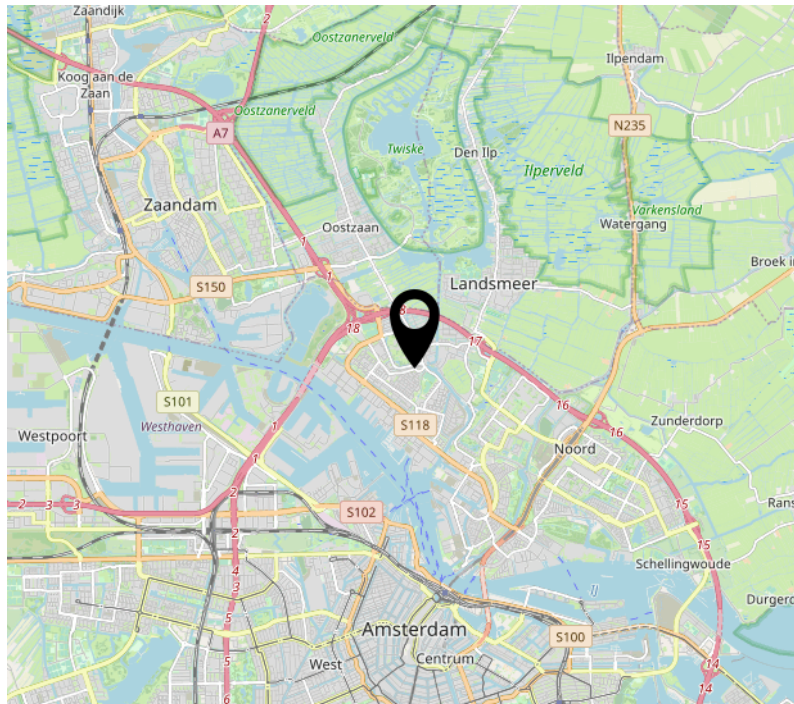 Zaandijk
2
Oostzanerveld
Ilpendam
Koog aan de
Zaan
Oostzanerveld
A7
N235
Twiske
Den Ilp
Ilperveld
Zaandam
Varkensland
Oostzaan
Watergang
1
Broek in
1
S150
Landsmeer
18
17
S101
16
S118
Westhaven
16
Zunderdorp
Westpoort
1
Noord
1
2
2
3
3
2
S102
15
Rans
2
15
4
Schellingwoude
3
IJ
5
Durgerd
Amsterdam
S100
West
Centrum
5
14
6
14